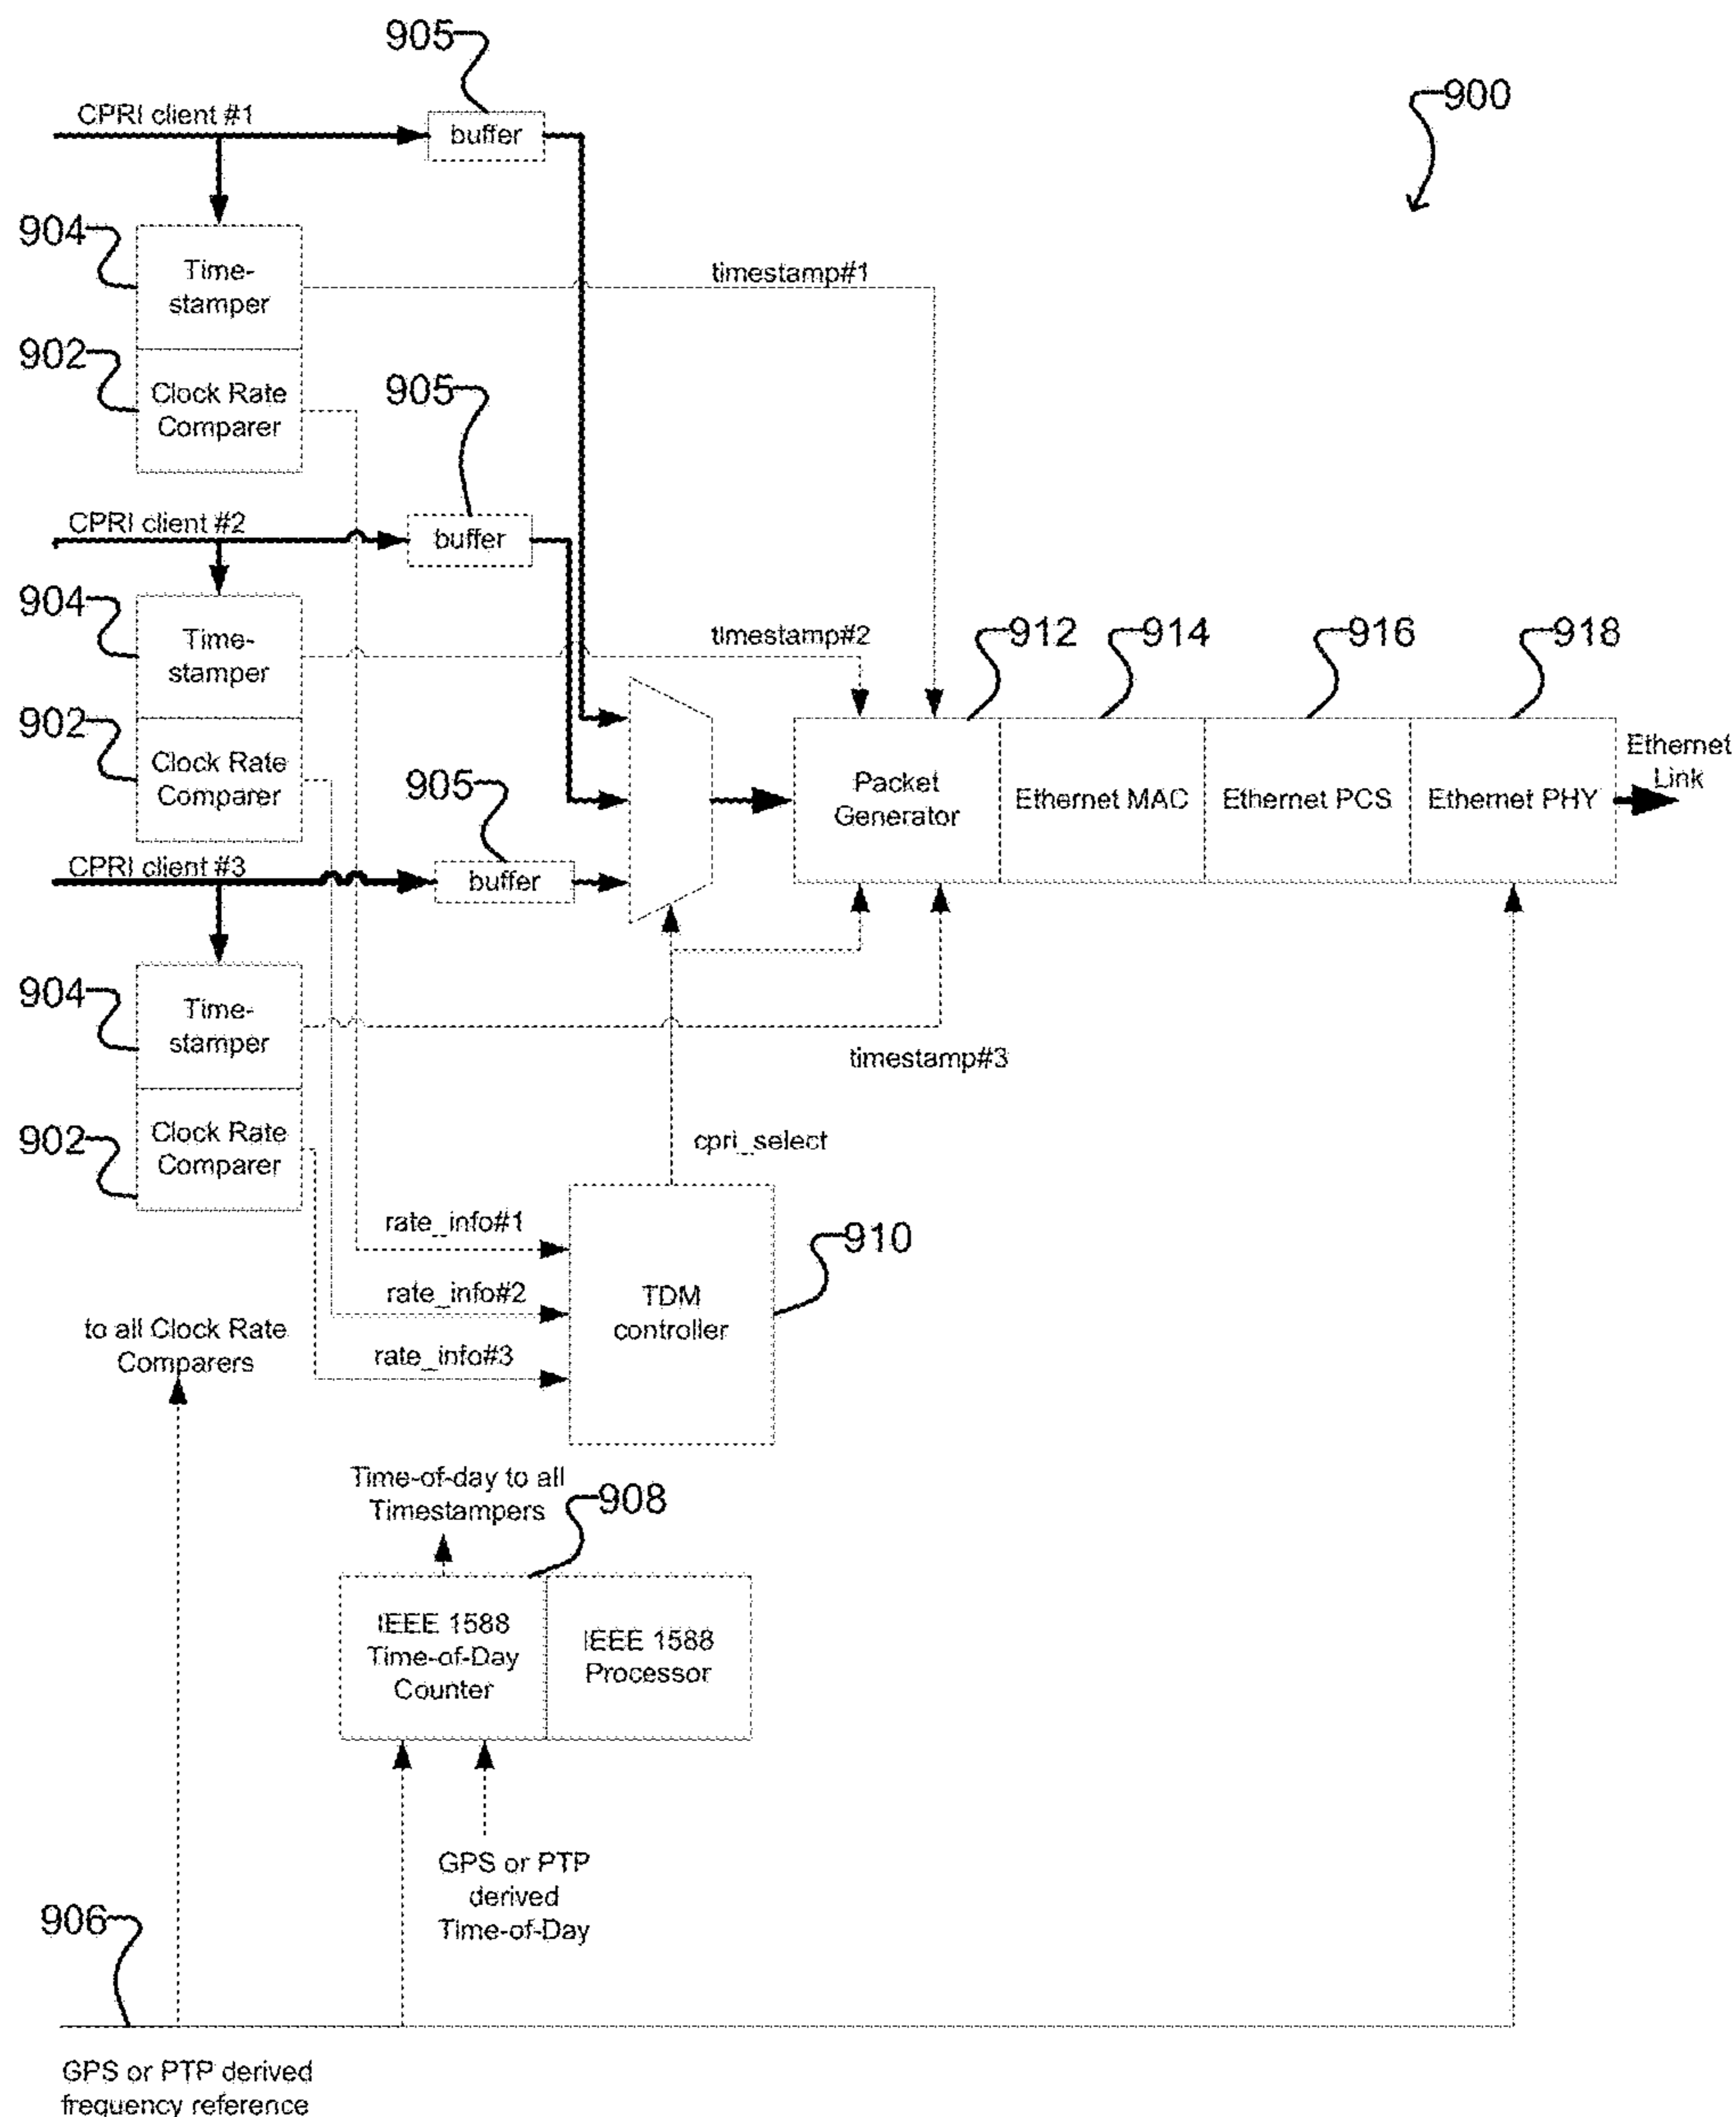 905
900
CPRI client #1
buffer
904
Time-
stamper
timestamp#1
902
Clock Rate
Comparer
905
CPRI client #2
buffer
904
Time-
stamper
timestamp#2
912
914
916
918
902
Clock Rate
Comparer
905
Packet
Generator
Ethernet MAC
Ethernet PCS
Ethernet PHY
Ethernet
Link
CPRI client #3
buffer
904
Time-
stamper
timestamp#3
902
Clock Rate
Comparer
cpri_select
rate_info#1
910
rate_info#2
TDM
controller
rate_info#3
to all Clock Rate
Comparers
Time-of-day to all
Timestampers
908
IEEE 1588
Time-of-Day
Counter
IEEE 1588
Processor
GPS or PTP
derived
Time-of-Day
906
GPS or PTP derived
frequency reference